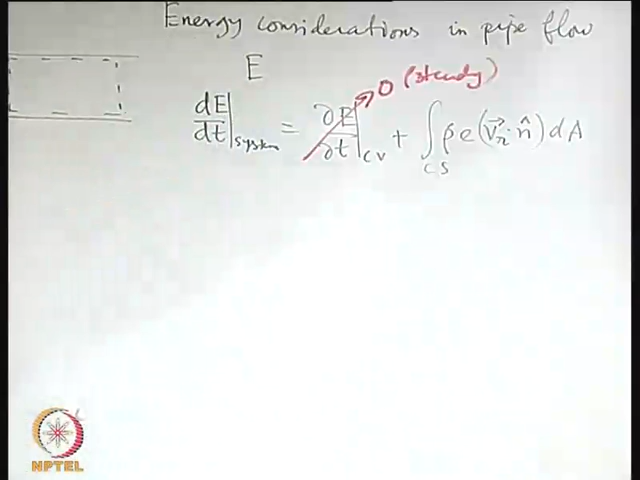 Energy considerations in pipe flow
E
dE/dt|system = ∂E/∂t|CV + ∫CS ρe(V⃗r·n̂)dA
0 (steady)
NPTEL